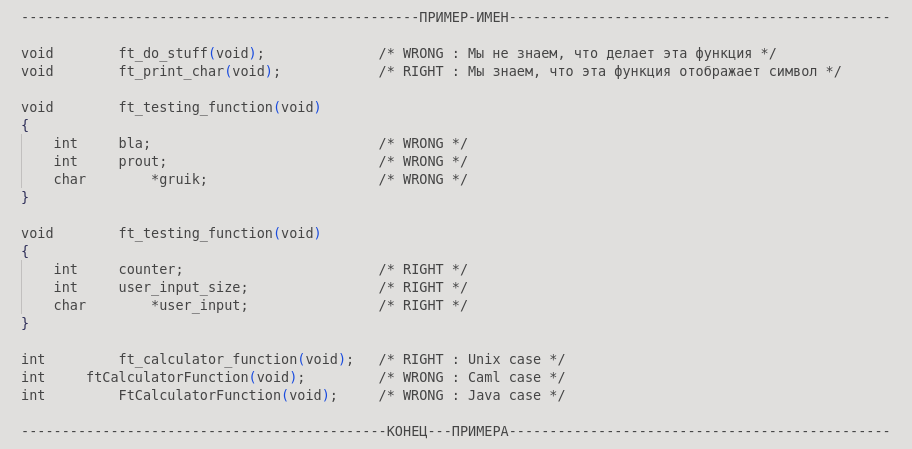 -------------------------------------------------ПРИМЕР-ИМЕН-----------------------------------------------
void        ft_do_stuff(void);              /* WRONG : Мы не знаем, что делает эта функция */
void        ft_print_char(void);            /* RIGHT : Мы знаем, что эта функция отображает символ */
void        ft_testing_function(void)
{
    int     bla;                            /* WRONG */
    int     prout;                          /* WRONG */
    char        *gruik;                     /* WRONG */
}
void        ft_testing_function(void)
{
    int     counter;                        /* RIGHT */
    int     user_input_size;                /* RIGHT */
    char        *user_input;                /* RIGHT */
}
int         ft_calculator_function(void);   /* RIGHT : Unix case */
int     ftCalculatorFunction(void);         /* WRONG : Caml case */
int         FtCalculatorFunction(void);     /* WRONG : Java case */
---------------------------------------------КОНЕЦ---ПРИМЕРА-----------------------------------------------